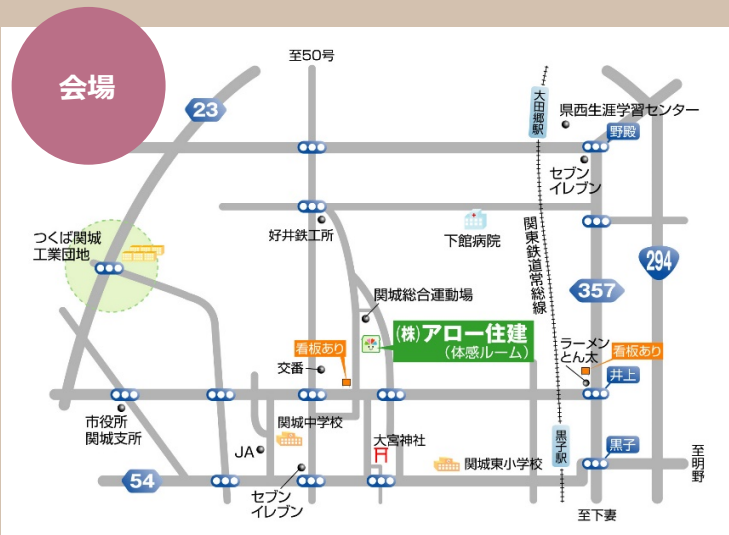 会場
至50号
23
大田郷駅
県西生涯学習センター
野殿
セブン
イレブン
つくば関城
工業団地
好井鉄工所
下館病院
関東鉄道常総線
294
357
関城総合運動場
(株)アロー住建
(体感ルーム)
看板あり
交番
ラーメン
とん太
看板あり
井上
市役所
関城支所
関城中学校
大宮神社
JA
黒子駅
黒子
至明野
関城東小学校
54
セブン
イレブン
至下妻